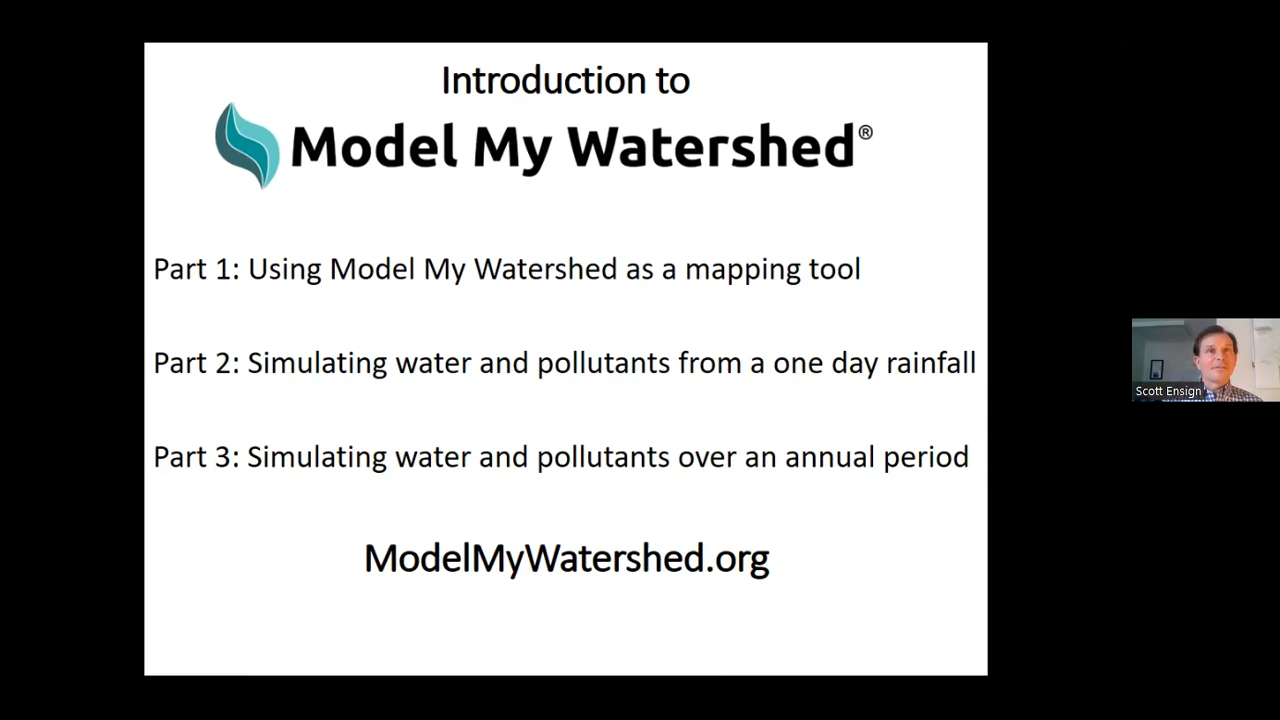 Introduction to
Model My Watershed®
Part 1: Using Model My Watershed as a mapping tool
Part 2: Simulating water and pollutants from a one day rainfall
Part 3: Simulating water and pollutants over an annual period
ModelMyWatershed.org
Scott Ensign